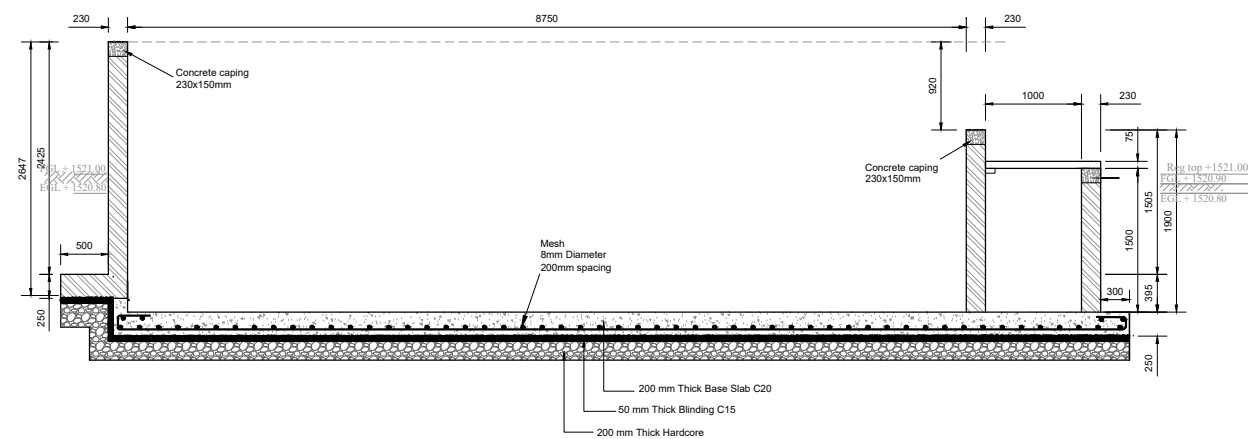 230
8750
230
Concrete caping
230x150mm
920
1000
230
75
2647
2425
FGL + 1521.00
EGL + 1520.80
Concrete caping
230x150mm
Reg top +1521.00
FGL + 1520.90
EGL + 1520.80
1505
1900
1500
500
Mesh
8mm Diameter
200mm spacing
300
395
250
250
200 mm Thick Base Slab C20
50 mm Thick Blinding C15
200 mm Thick Hardcore